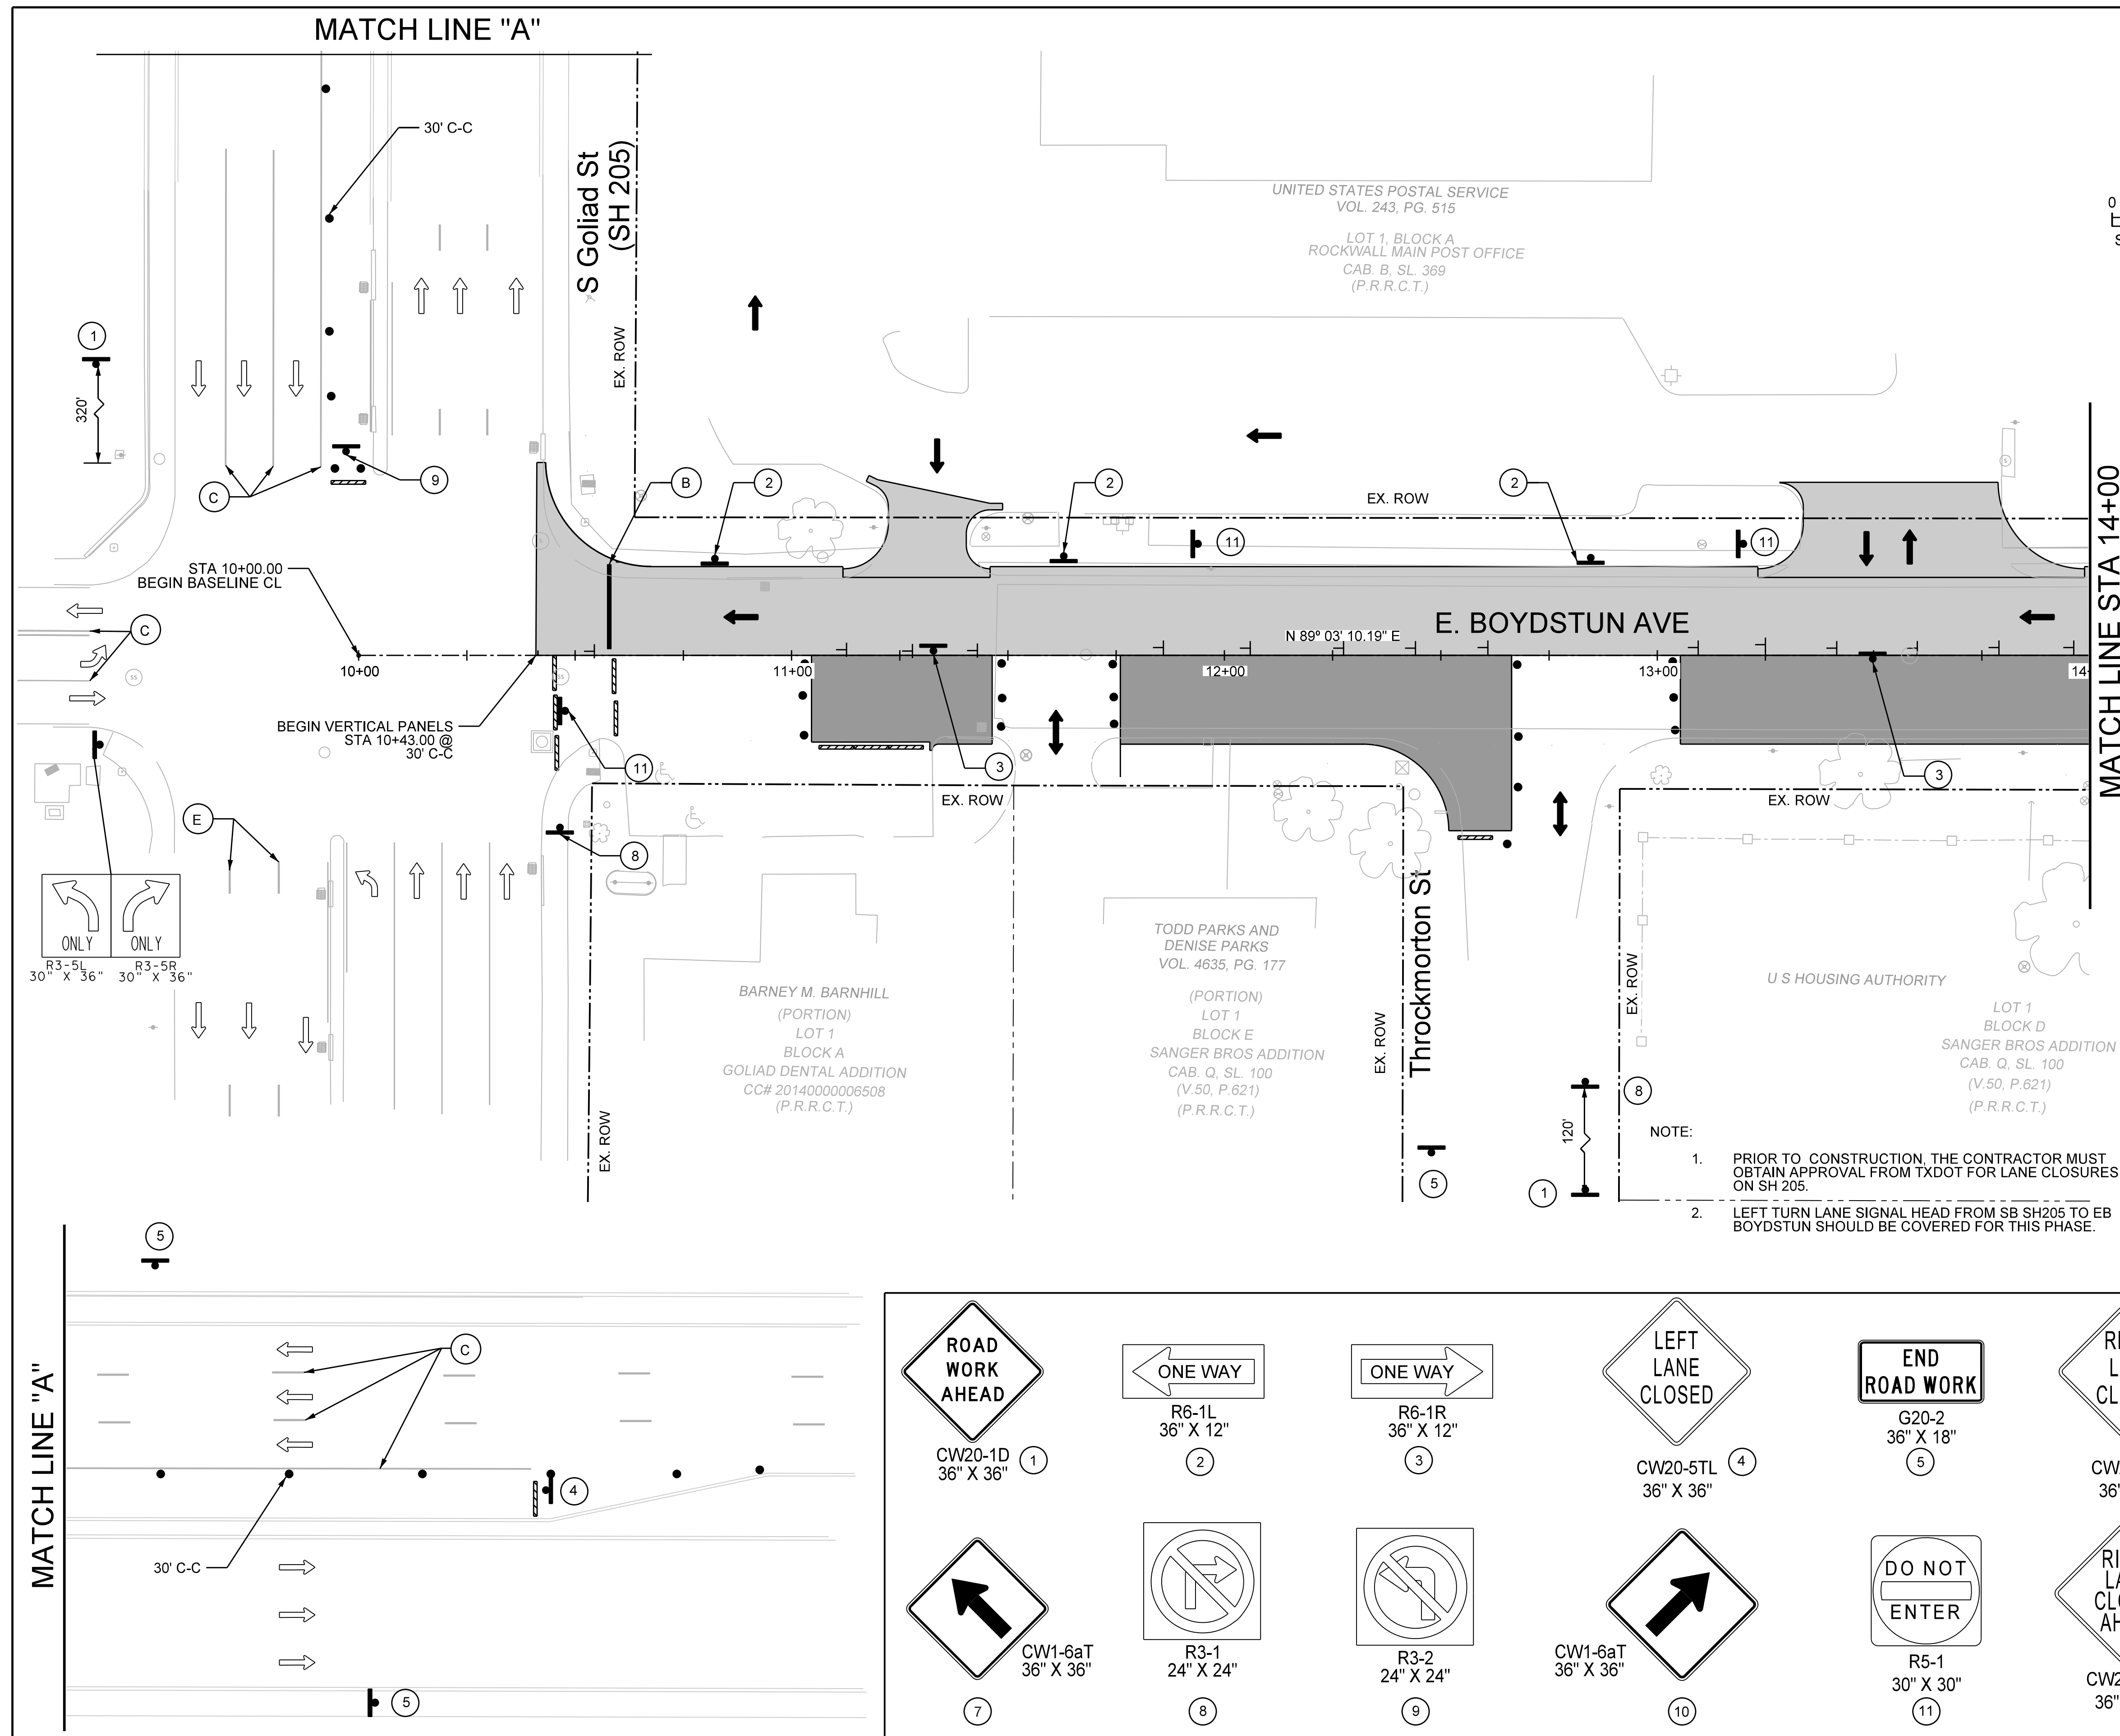 MATCH LINE "A"
30' C-C
S Goliad St
(SH 205)
EX. ROW
UNITED STATES POSTAL SERVICE
VOL. 243, PG. 515
LOT 1, BLOCK A
ROCKWALL MAIN POST OFFICE
CAB. B, SL. 369
(P.R.R.C.T.)
0
S
1
320'
C
9
B
2
2
2
EX. ROW
11
11
S
STA 10+00.00
BEGIN BASELINE CL
C
SS
SS
10+00
11+00
12+00
13+00
14+
N 89º 03' 10.19" E
E. BOYDSTUN AVE
MATCH LINE STA 14+00
BEGIN VERTICAL PANELS
STA 10+43.00 @
30' C-C
11
3
3
EX. ROW
EX. ROW
E
8
ONLY
ONLY
R3-5L
30" X 36"
R3-5R
30" X 36"
BARNEY M. BARNHILL
(PORTION)
LOT 1
BLOCK A
GOLIAD DENTAL ADDITION
CC# 20140000006508
(P.R.R.C.T.)
EX. ROW
TODD PARKS AND
DENISE PARKS
VOL. 4635, PG. 177
(PORTION)
LOT 1
BLOCK E
SANGER BROS ADDITION
CAB. Q, SL. 100
(V.50, P.621)
(P.R.R.C.T.)
EX. ROW
Throckmorton St
EX. ROW
U S HOUSING AUTHORITY
LOT 1
BLOCK D
SANGER BROS ADDITION
CAB. Q, SL. 100
(V.50, P.621)
(P.R.R.C.T.)
8
120'
1
5
NOTE:
1. PRIOR TO CONSTRUCTION, THE CONTRACTOR MUST
OBTAIN APPROVAL FROM TXDOT FOR LANE CLOSURES
ON SH 205.
2. LEFT TURN LANE SIGNAL HEAD FROM SB SH205 TO EB
BOYDSTUN SHOULD BE COVERED FOR THIS PHASE.
MATCH LINE "A"
5
C
4
30' C-C
5
ROAD
WORK
AHEAD
CW20-1D
36" X 36"
1
ONE WAY
R6-1L
36" X 12"
2
ONE WAY
R6-1R
36" X 12"
3
LEFT
LANE
CLOSED
CW20-5TL
36" X 36"
4
END
ROAD WORK
G20-2
36" X 18"
5
CW1-6aT
36" X 36"
7
R3-1
24" X 24"
8
R3-2
24" X 24"
9
CW1-6aT
36" X 36"
10
DO NOT
ENTER
R5-1
30" X 30"
11